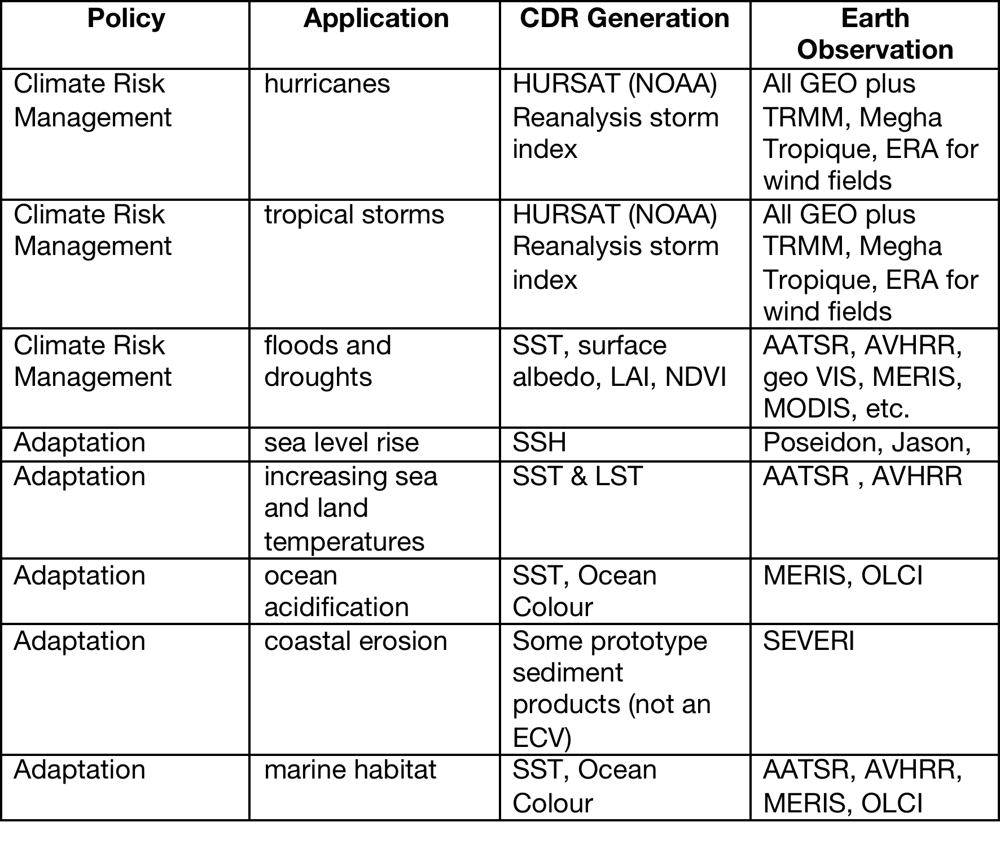 Policy
Application
CDR Generation
Earth
Observation
Climate Risk
Management
hurricanes
HURSAT (NOAA)
Reanalysis storm
index
All GEO plus
TRMM, Megha
Tropique, ERA for
wind fields
Climate Risk
Management
tropical storms
HURSAT (NOAA)
Reanalysis storm
index
All GEO plus
TRMM, Megha
Tropique, ERA for
wind fields
Climate Risk
Management
floods and
droughts
SST, surface
albedo, LAI, NDVI
AATSR, AVHRR,
geo VIS, MERIS,
MODIS, etc.
Adaptation
sea level rise
SSH
Poseidon, Jason,
Adaptation
increasing sea
and land
temperatures
SST & LST
AATSR , AVHRR
Adaptation
ocean
acidification
SST, Ocean
Colour
MERIS, OLCI
Adaptation
coastal erosion
Some prototype
sediment
products (not an
ECV)
SEVERI
Adaptation
marine habitat
SST, Ocean
Colour
AATSR, AVHRR,
MERIS, OLCI